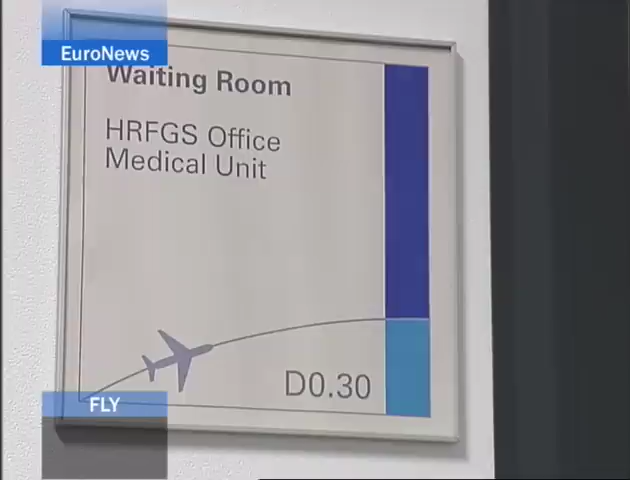 EuroNews
Waiting Room
HRFGS Office
Medical Unit
D0.30
FLY